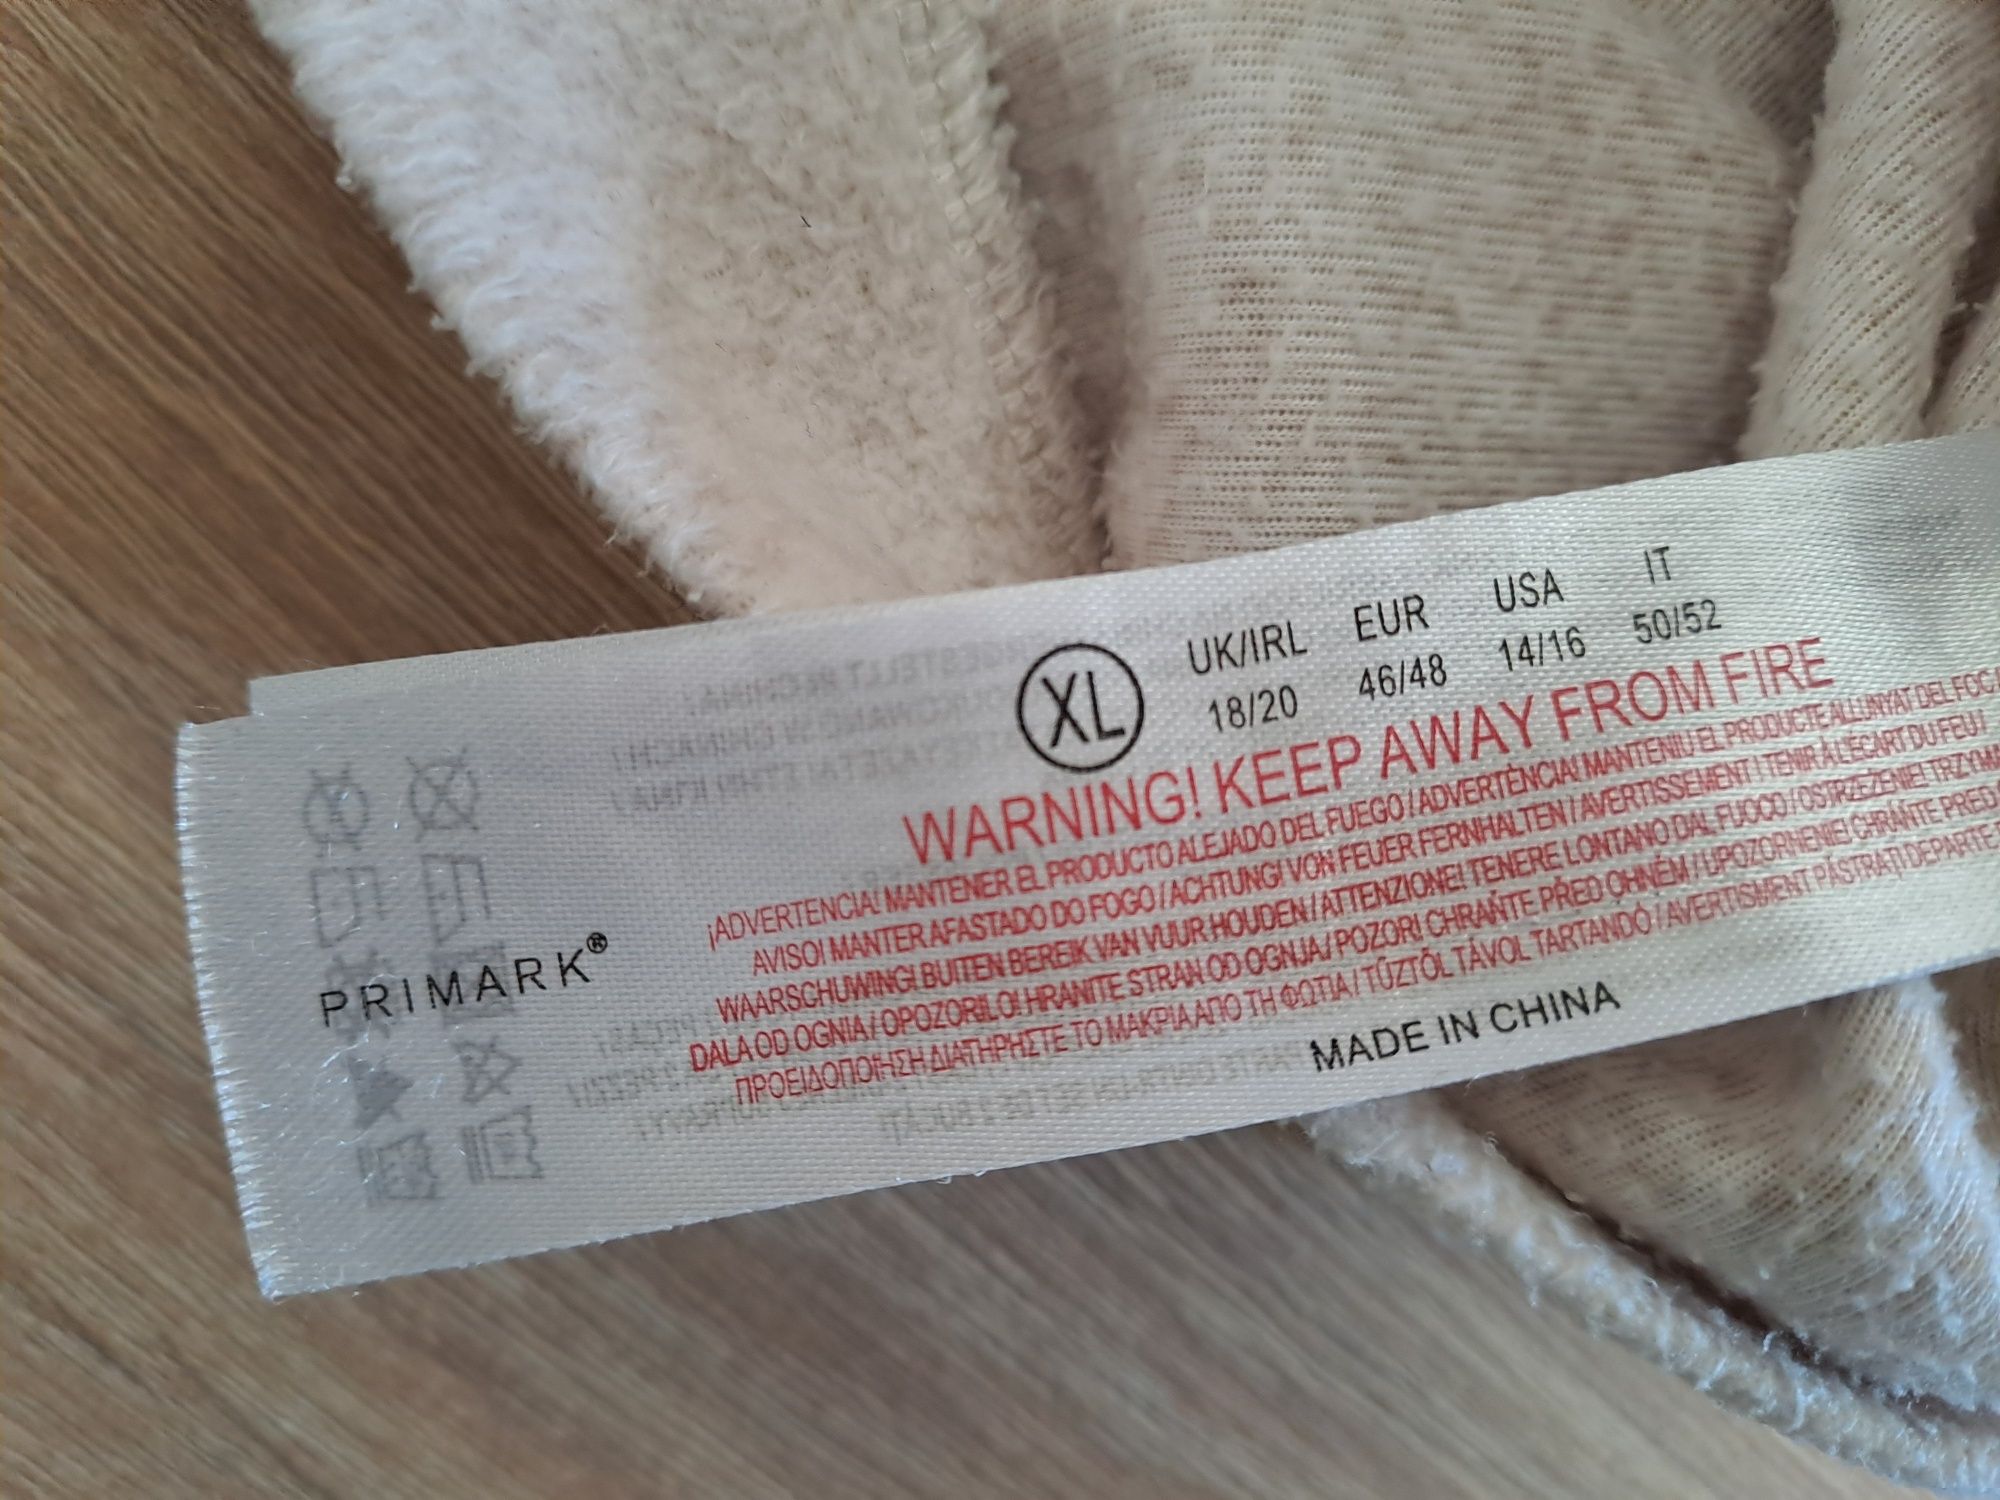 XL
UK/IRL EUR USA IT
18/20 46/48 14/16 50/52
WARNING! KEEP AWAY FROM FIRE
¡ADVERTENCIA! MANTENER EL PRODUCTO ALEJADO DEL FUEGO / ADVERTÈNCIA! MANTENIU EL PRODUCTE ALLUNYAT DEL FOC /
AVISO! MANTER AFASTADO DO FOGO / ACHTUNG! VON FEUER FERNHALTEN / AVERTISSEMENT ! TENIR À L'ÉCART DU FEU /
WAARSCHUWING! BUITEN BEREIK VAN VUUR HOUDEN / ATTENZIONE! TENERE LONTANO DAL FUOCO / OSTRZEŻENIE! TRZYMAĆ
DALA OD OGNIA / OPOZORILO! HRANITE STRAN OD OGNJA / POZOR! CHRAŇTE PŘED OHNĚM / UPOZORNENIE! CHRÁŇTE PRED
ΠΡΟΕΙΔΟΠΟΙΗΣΗ ΔΙΑΤΗΡΗΣΤΕ ΤΟ ΜΑΚΡΙΑ ΑΠΟ ΤΗ ΦΩΤΙΑ / TŰZTŐL TÁVOL TARTANDÓ / AVERTISMENT PĂSTRAȚI DEPARTE
PRIMARK®
MADE IN CHINA